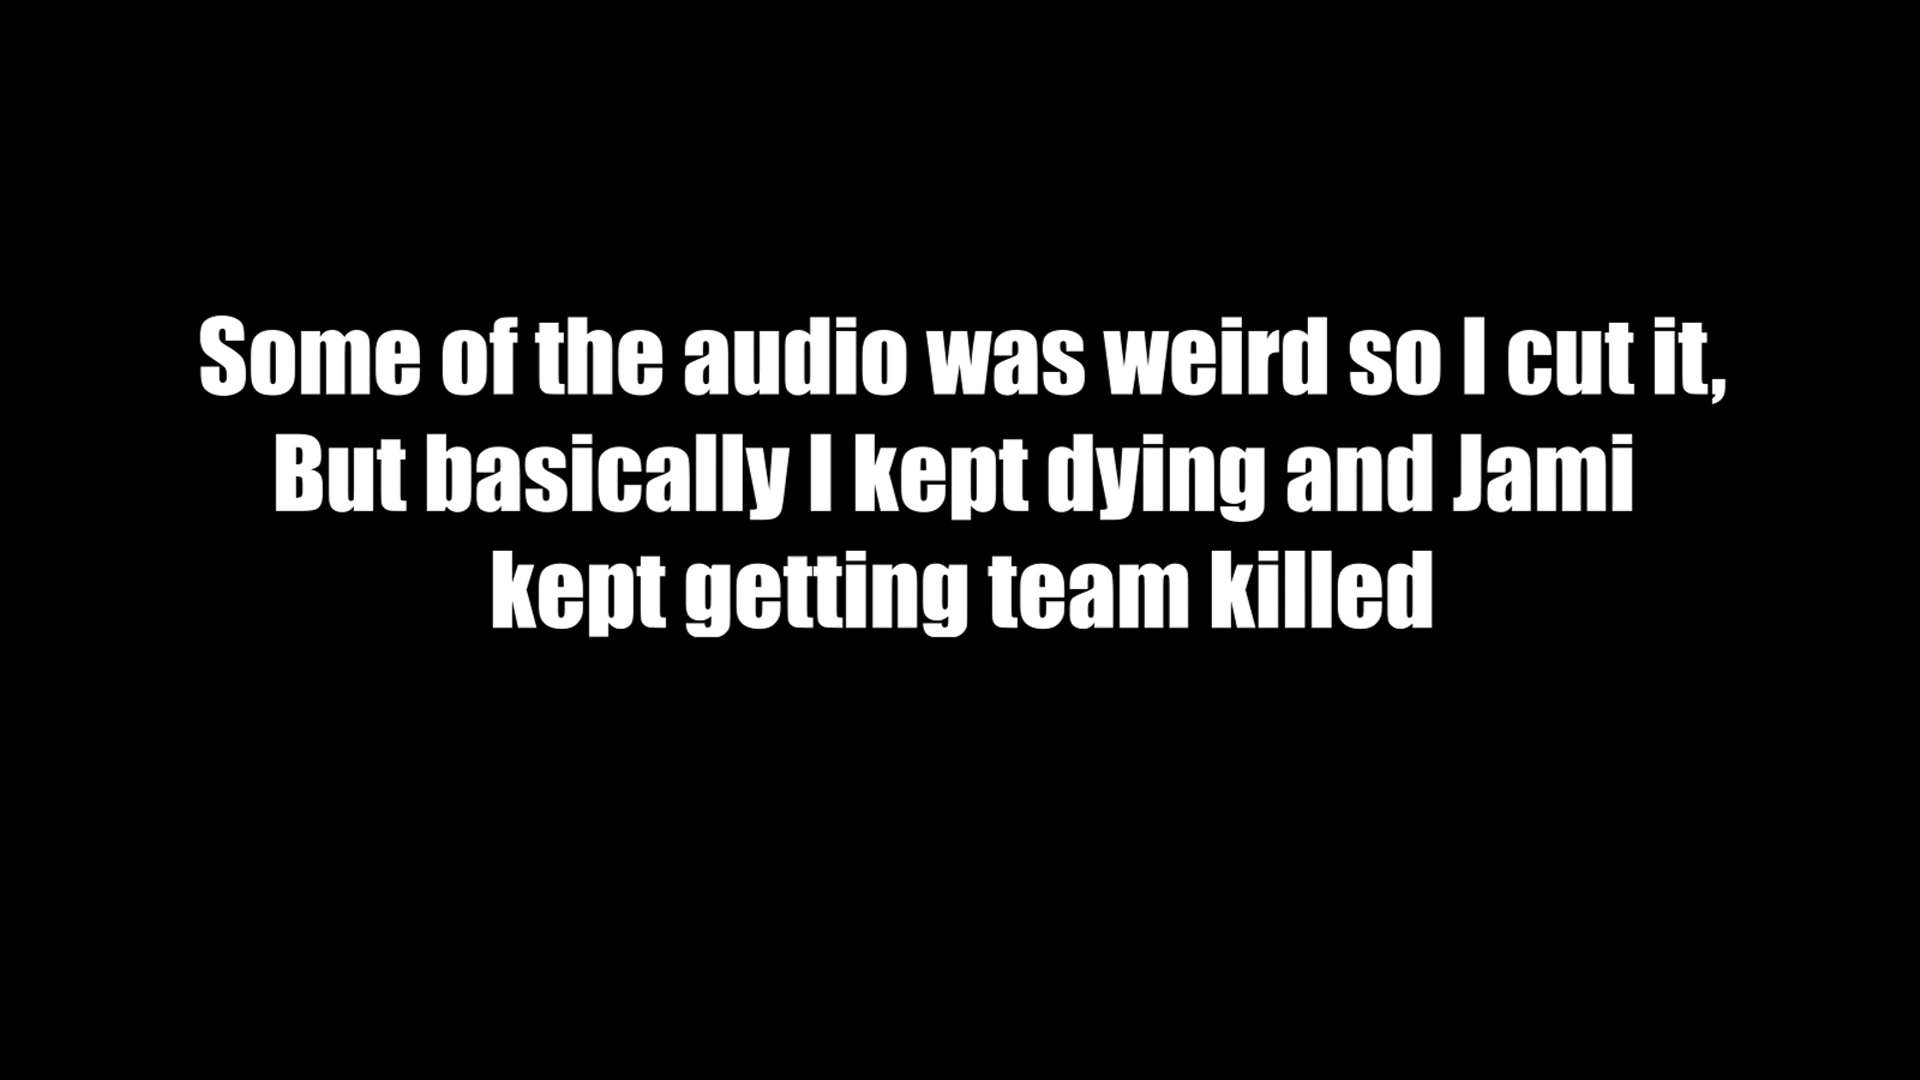 Some of the audio was weird so I cut it,
But basically I kept dying and Jami
kept getting team killed